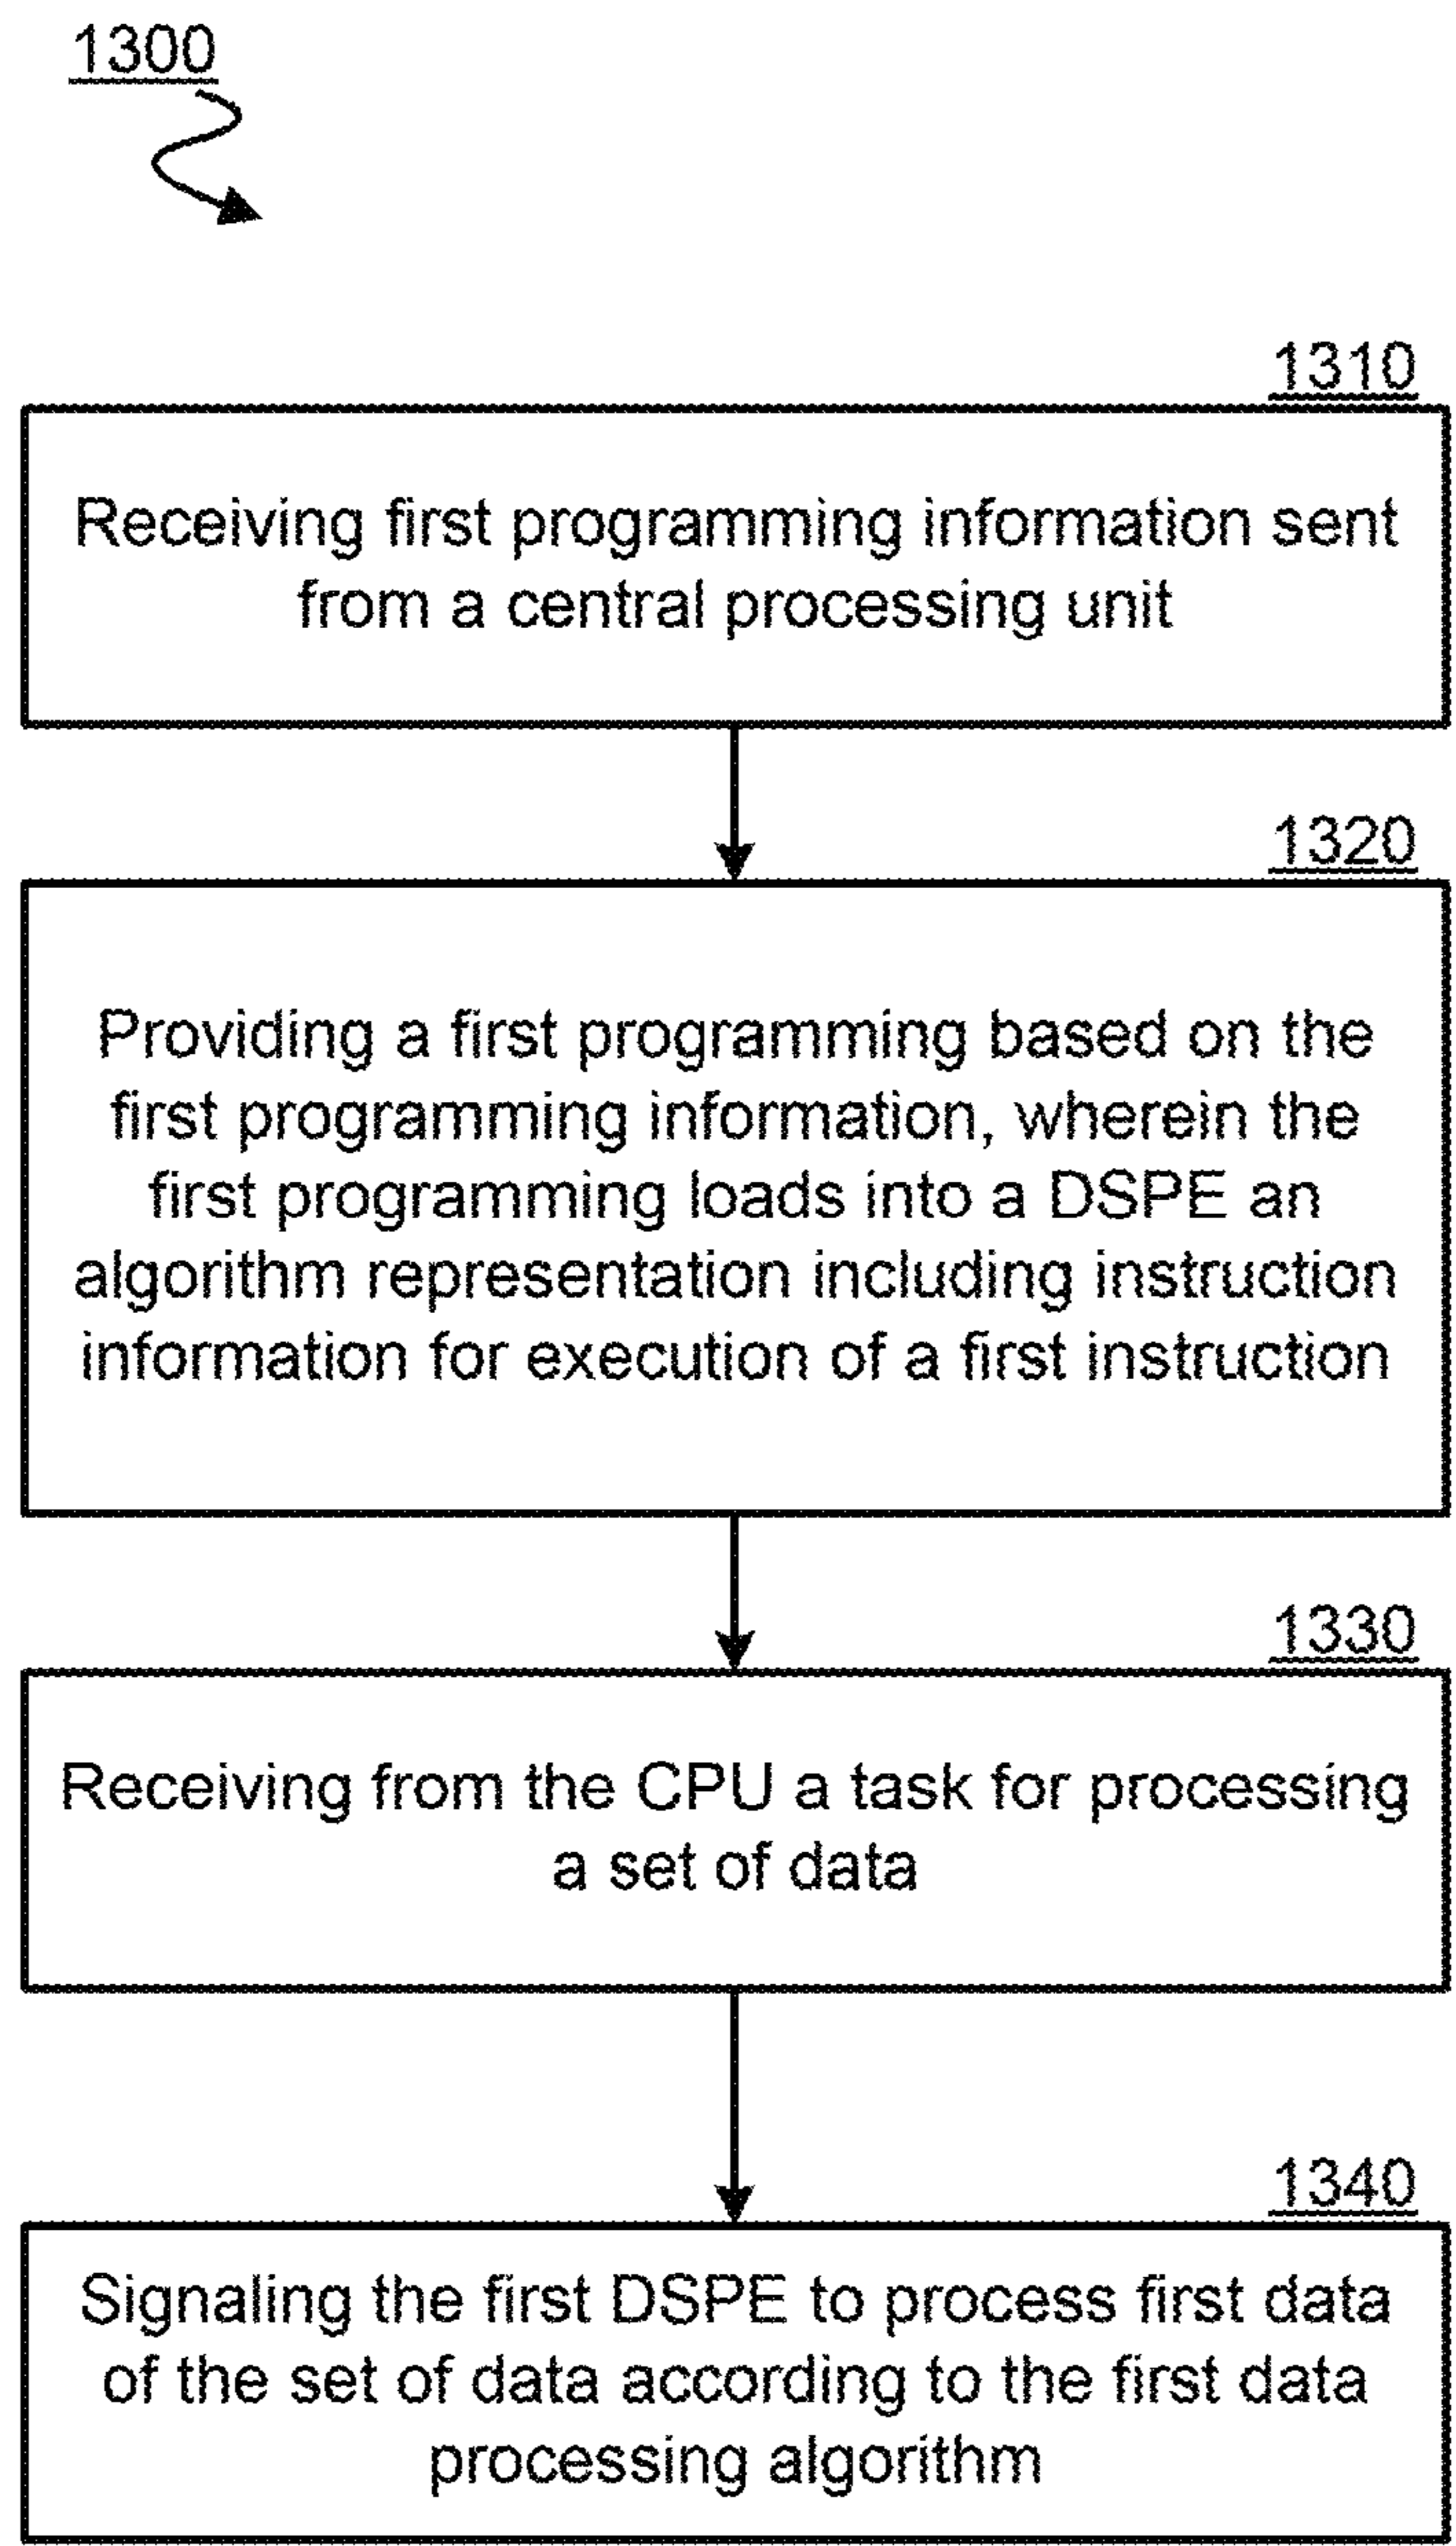 1300
1310
Receiving first programming information sent
from a central processing unit
1320
Providing a first programming based on the
first programming information, wherein the
first programming loads into a DSPE an
algorithm representation including instruction
information for execution of a first instruction
1330
Receiving from the CPU a task for processing
a set of data
1340
Signaling the first DSPE to process first data
of the set of data according to the first data
processing algorithm